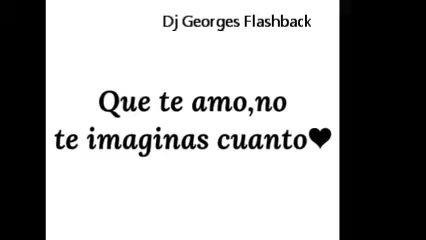 Dj Georges Flashback
Que te amo,no
te imaginas cuanto♥